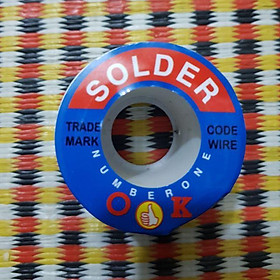 SOLDER
TRADE MARK
CODE WIRE
NUMBERONE
OK